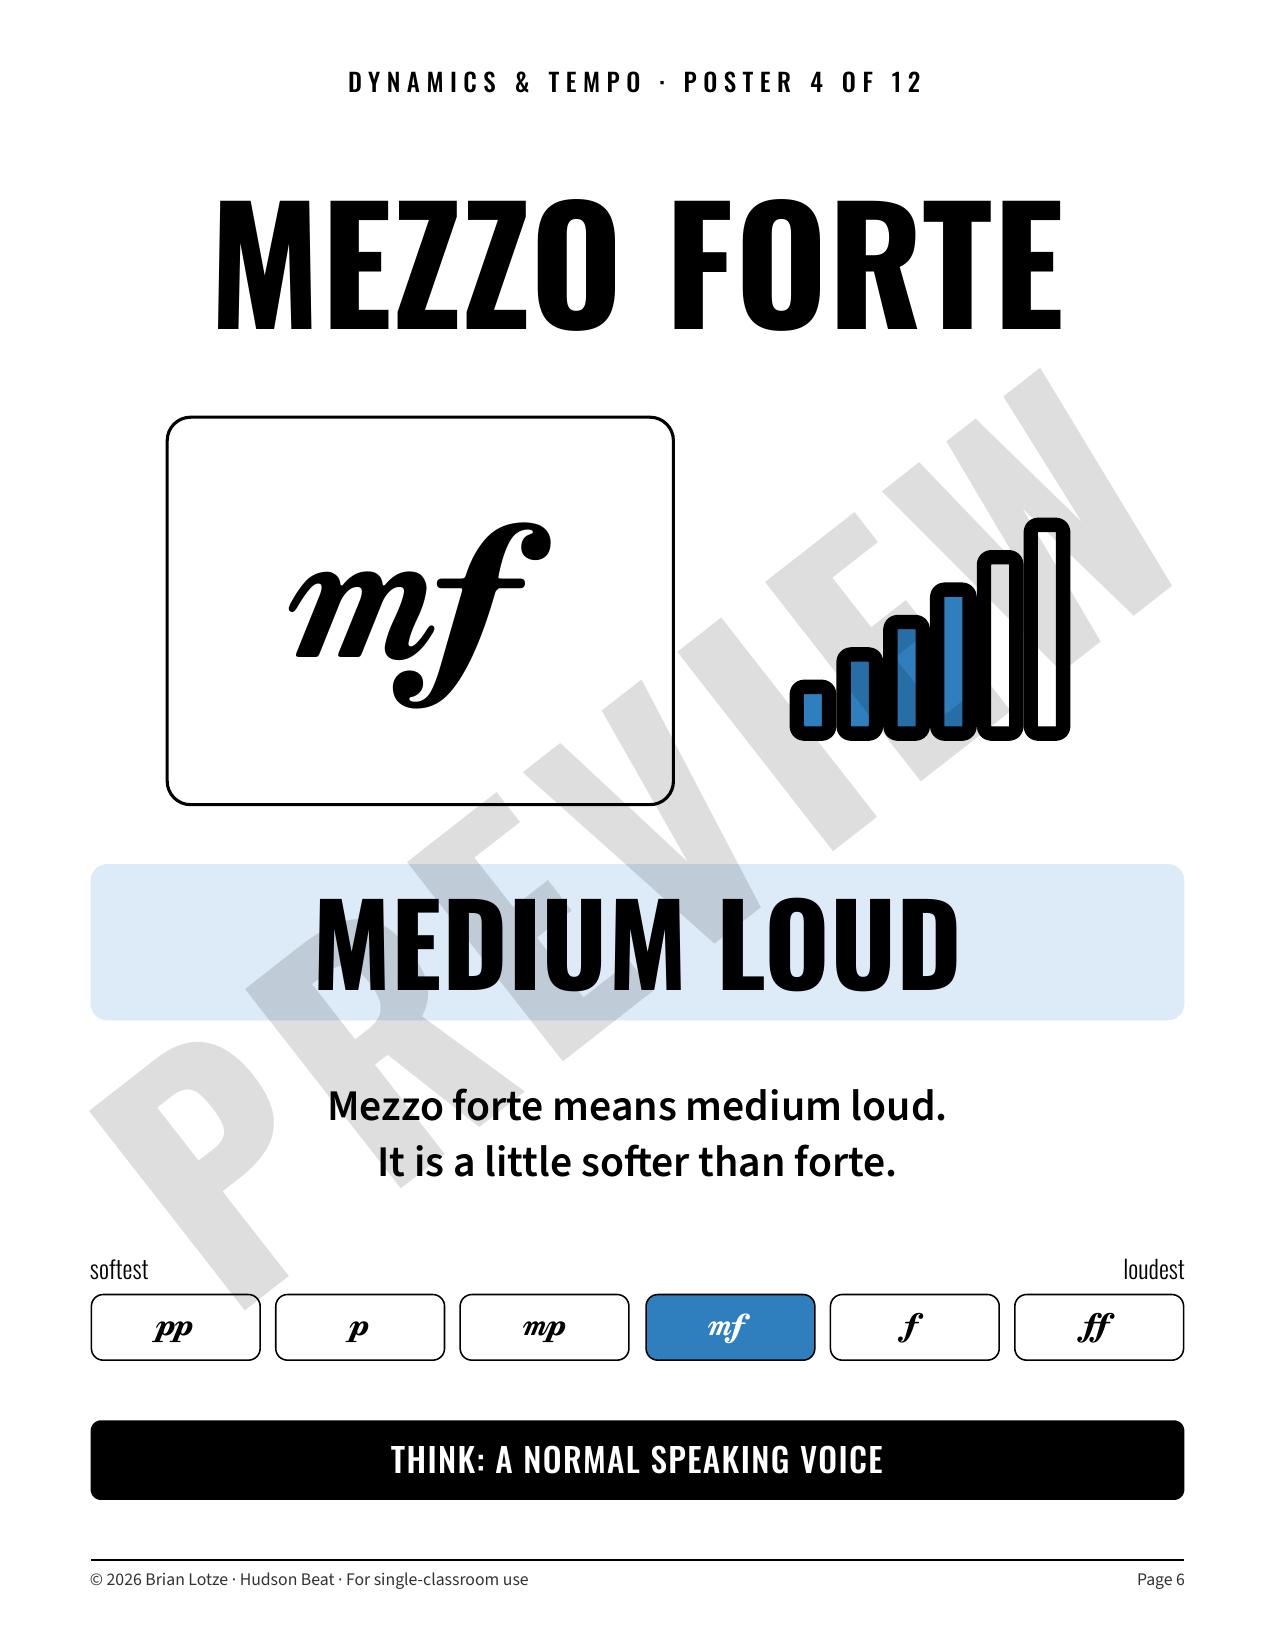 DYNAMICS & TEMPO · POSTER 4 OF 12
MEZZO FORTE
mf
MEDIUM LOUD
Mezzo forte means medium loud.
It is a little softer than forte.
softest loudest
pp p mp mf f ff
THINK: A NORMAL SPEAKING VOICE
© 2026 Brian Lotze · Hudson Beat · For single-classroom use Page 6
PREVIEW